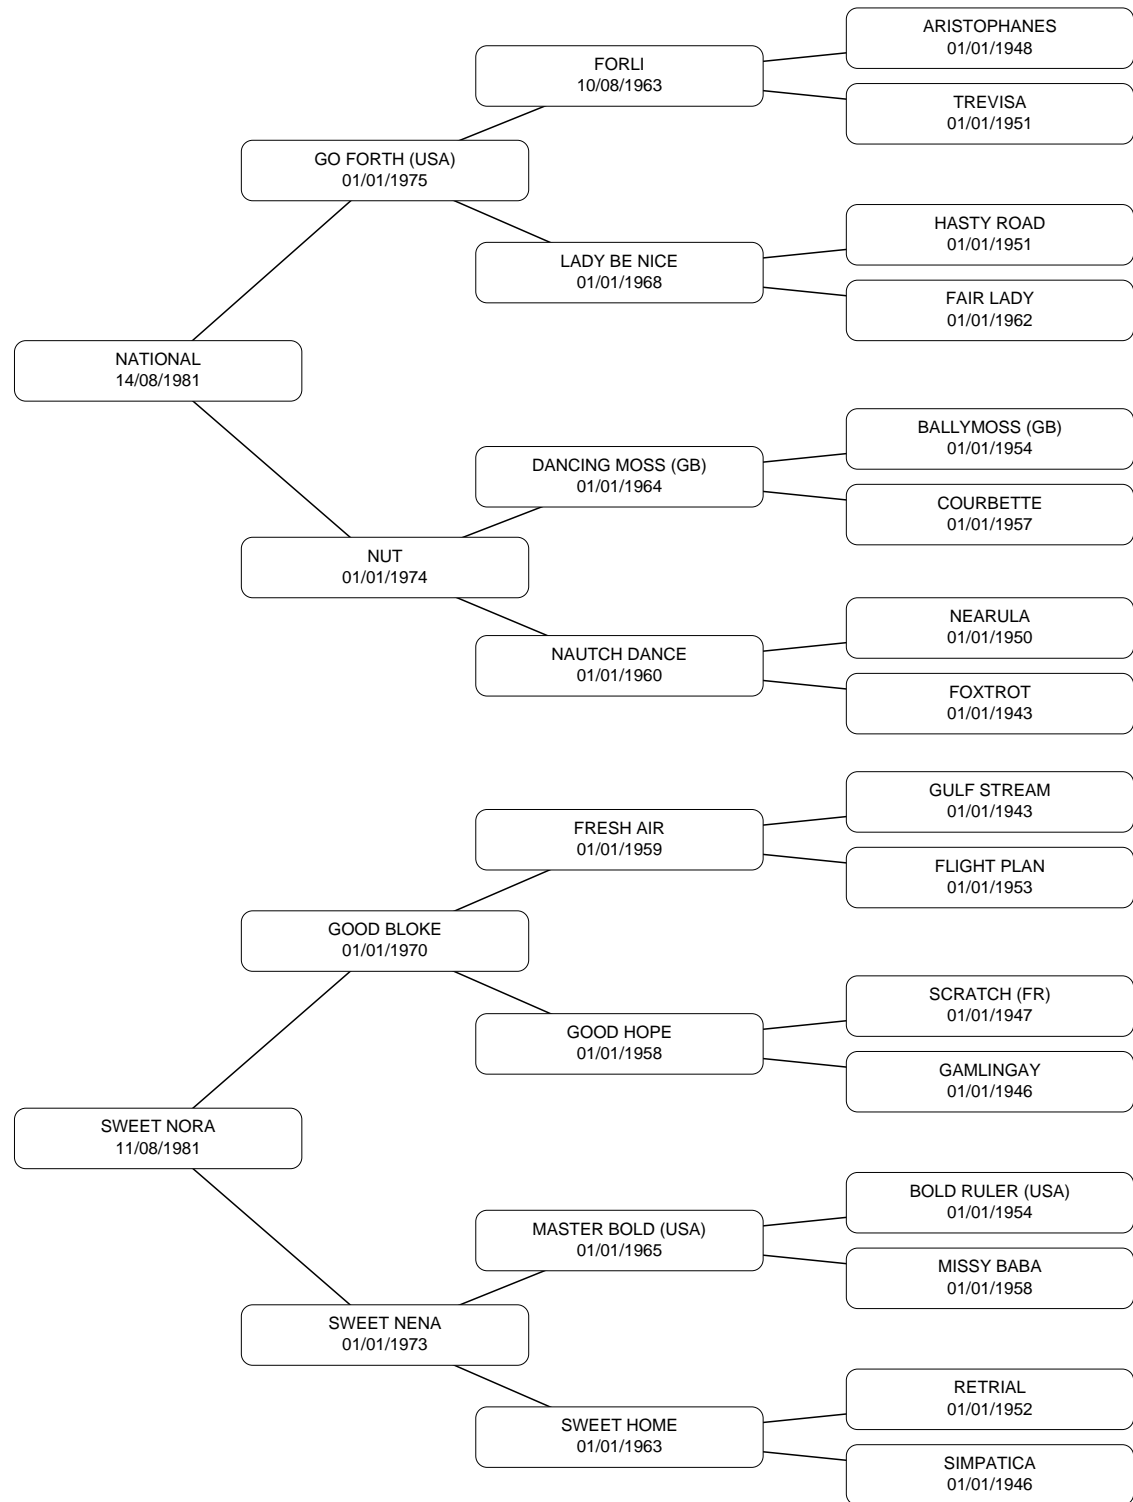 ARISTOPHANES
01/01/1948
FORLI
10/08/1963
TREVISA
01/01/1951
GO FORTH (USA)
01/01/1975
HASTY ROAD
01/01/1951
LADY BE NICE
01/01/1968
FAIR LADY
01/01/1962
NATIONAL
14/08/1981
BALLYMOSS (GB)
01/01/1954
DANCING MOSS (GB)
01/01/1964
COURBETTE
01/01/1957
NUT
01/01/1974
NEARULA
01/01/1950
NAUTCH DANCE
01/01/1960
FOXTROT
01/01/1943
GULF STREAM
01/01/1943
FRESH AIR
01/01/1959
FLIGHT PLAN
01/01/1953
GOOD BLOKE
01/01/1970
SCRATCH (FR)
01/01/1947
GOOD HOPE
01/01/1958
GAMLINGAY
01/01/1946
SWEET NORA
11/08/1981
BOLD RULER (USA)
01/01/1954
MASTER BOLD (USA)
01/01/1965
MISSY BABA
01/01/1958
SWEET NENA
01/01/1973
RETRIAL
01/01/1952
SWEET HOME
01/01/1963
SIMPATICA
01/01/1946